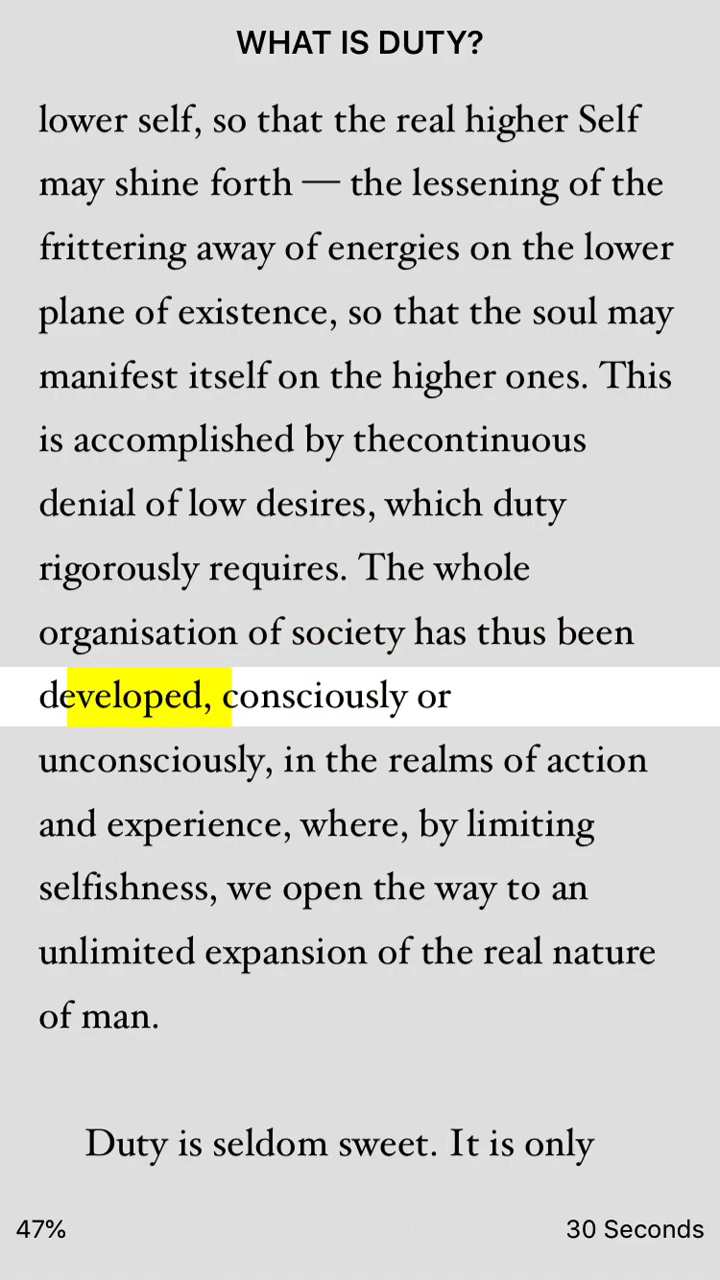 WHAT IS DUTY?
lower self, so that the real higher Self
may shine forth — the lessening of the
frittering away of energies on the lower
plane of existence, so that the soul may
manifest itself on the higher ones. This
is accomplished by thecontinuous
denial of low desires, which duty
rigorously requires. The whole
organisation of society has thus been
developed, consciously or
unconsciously, in the realms of action
and experience, where, by limiting
selfishness, we open the way to an
unlimited expansion of the real nature
of man.
Duty is seldom sweet. It is only
47%
30 Seconds